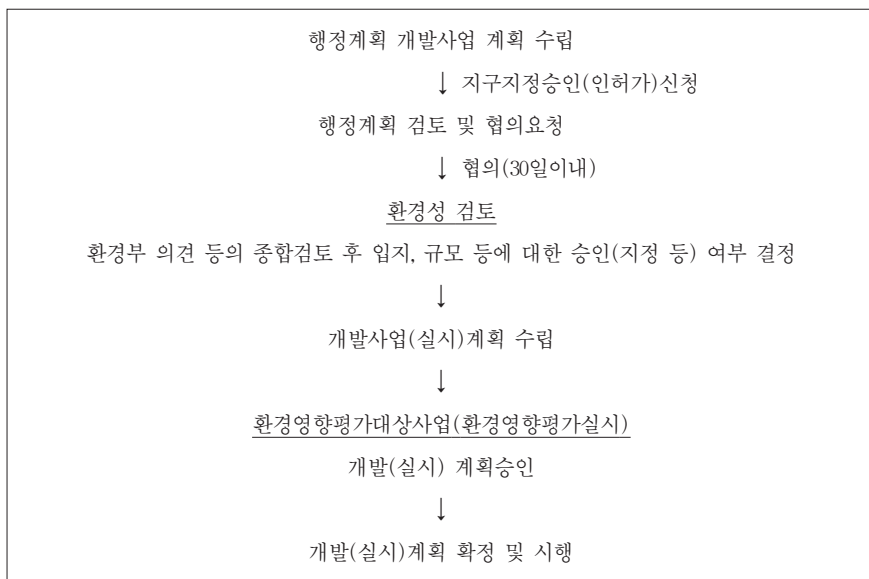 행정계획 개발사업 계획 수립
↓ 지구지정승인(인허가)신청
행정계획 검토 및 협의요청
↓ 협의(30일이내)
환경성 검토
환경부 의견 등의 종합검토 후 입지, 규모 등에 대한 승인(지정 등) 여부 결정
↓
개발사업(실시)계획 수립
↓
환경영향평가대상사업(환경영향평가실시)
개발(실시) 계획승인
↓
개발(실시)계획 확정 및 시행